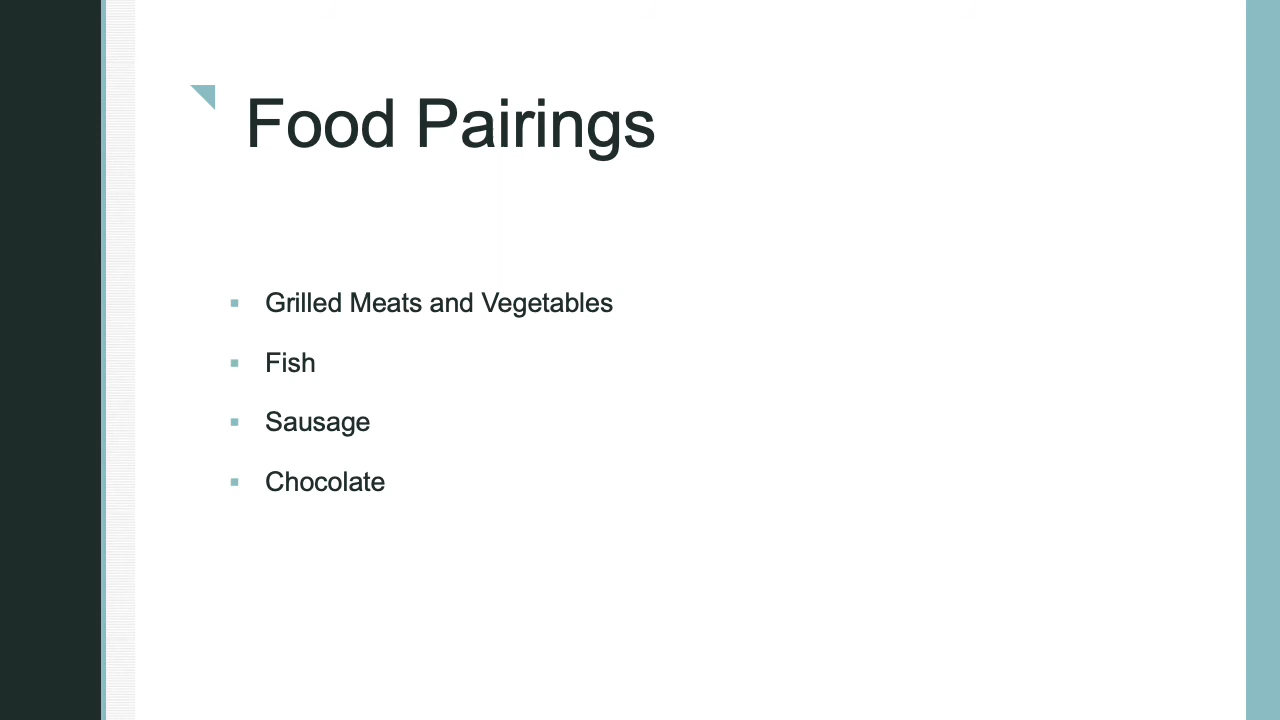 Food Pairings
Grilled Meats and Vegetables
Fish
Sausage
Chocolate